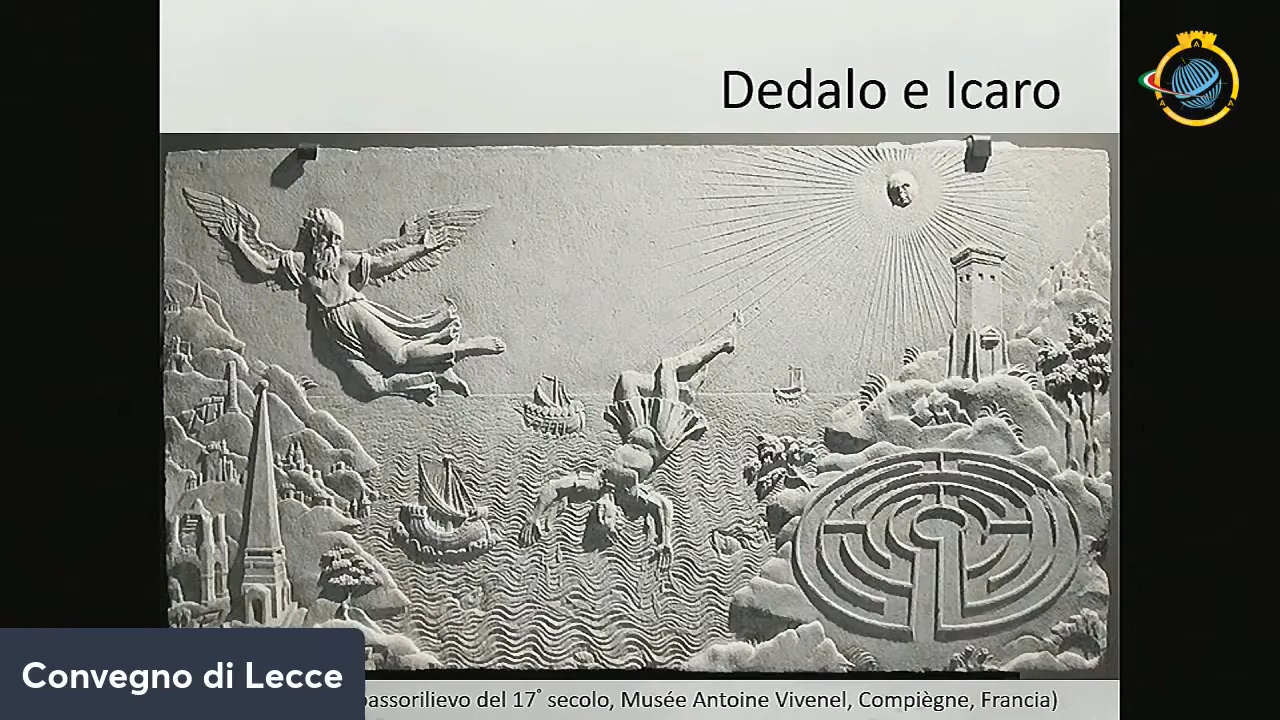 Dedalo e Icaro
Convegno di Lecce
bassorilievo del 17° secolo, Musée Antoine Vivenel, Compiègne, Francia)